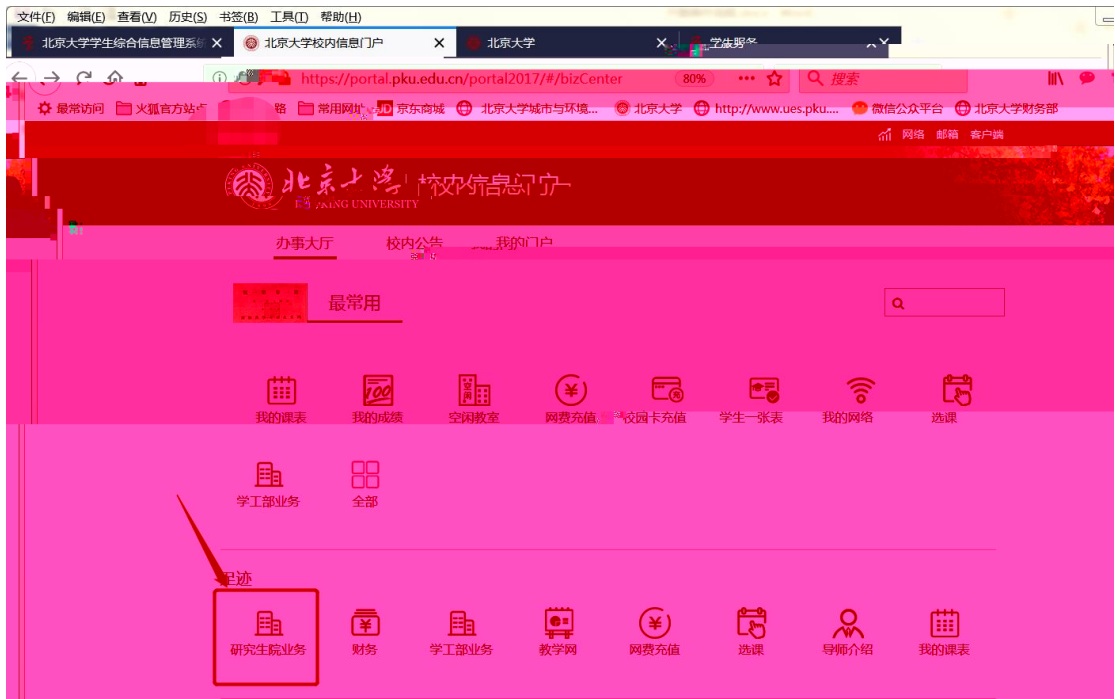 文件(F) 编辑(E) 查看(V) 历史(S) 书签(B) 工具(T) 帮助(H)
北京大学学生综合信息管理系统 北京大学校内信息门户 北京大学 学生服务
https://portal.pku.edu.cn/portal2017/#/bizCenter 80% 搜索
最常访问 火狐官方站点 常用网址 JD 京东商城 北京大学城市与环境... 北京大学 http://www.ues.pku.... 微信公众平台 北京大学财务部
网络 邮箱 客户端
北京大学 校内信息门户
PEKING UNIVERSITY
办事大厅 校内公告 我的门户
最常用
我的课表 我的成绩 空闲教室 网费充值 校园卡充值 学生一张表 我的网络 选课
学工部业务 全部
足迹
研究生院业务 财务 学工部业务 教学网 网费充值 选课 导师介绍 我的课表